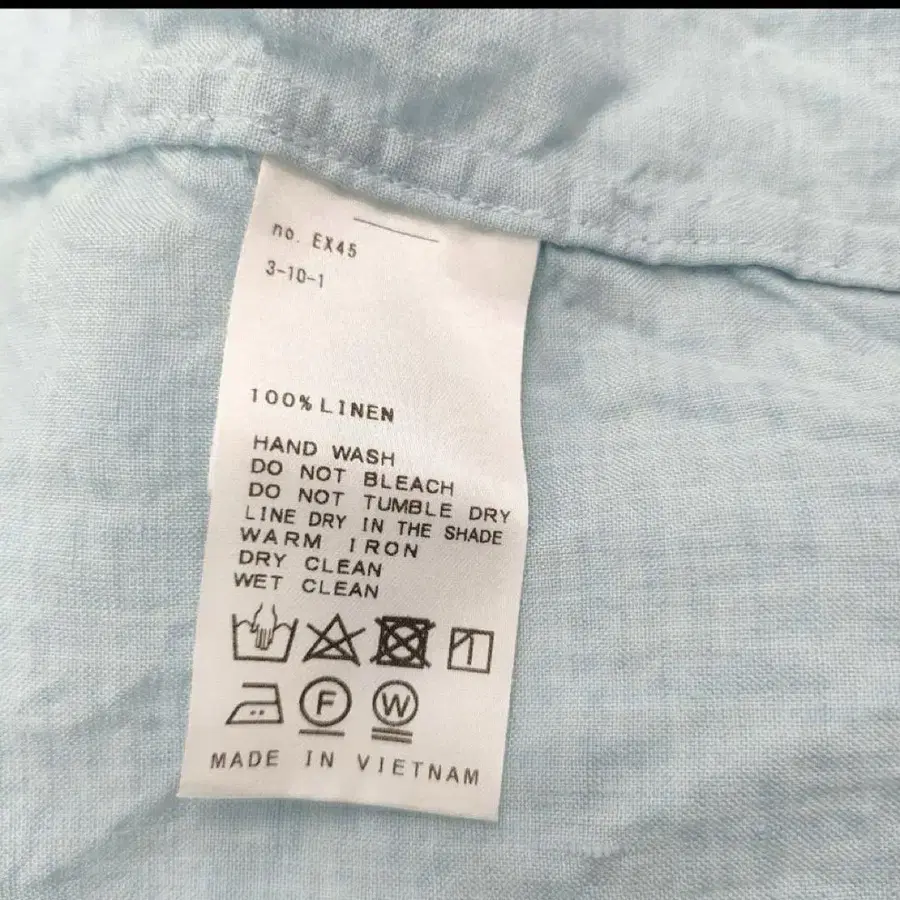 no. EX45
3-10-1
100% LINEN
HAND WASH
DO NOT BLEACH
DO NOT TUMBLE DRY
LINE DRY IN THE SHADE
WARM IRON
DRY CLEAN
WET CLEAN
F W
MADE IN VIETNAM